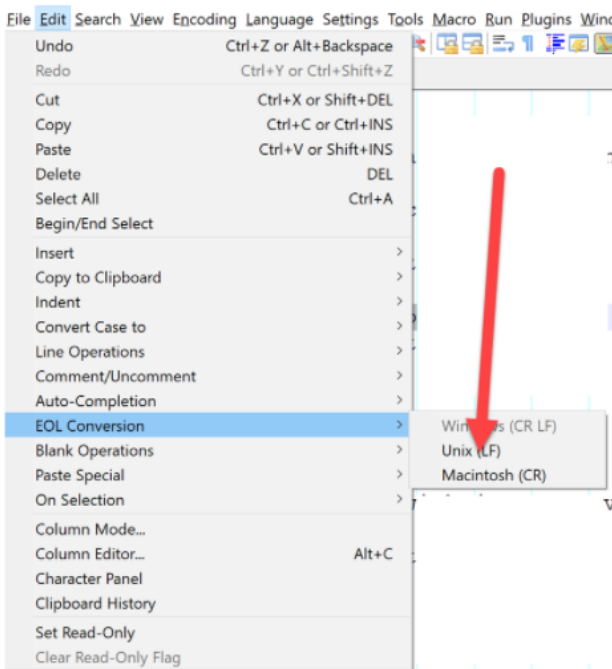 File Edit Search View Encoding Language Settings Tools Macro Run Plugins
Undo Ctrl+Z or Alt+Backspace
Redo Ctrl+Y or Ctrl+Shift+Z
Cut Ctrl+X or Shift+DEL
Copy Ctrl+C or Ctrl+INS
Paste Ctrl+V or Shift+INS
Delete DEL
Select All Ctrl+A
Begin/End Select
Insert
Copy to Clipboard
Indent
Convert Case to
Line Operations
Comment/Uncomment
Auto-Completion
EOL Conversion
Windows (CR LF)
Blank Operations
Unix (LF)
Paste Special
Macintosh (CR)
On Selection
Column Mode...
Column Editor... Alt+C
Character Panel
Clipboard History
Set Read-Only
Clear Read-Only Flag